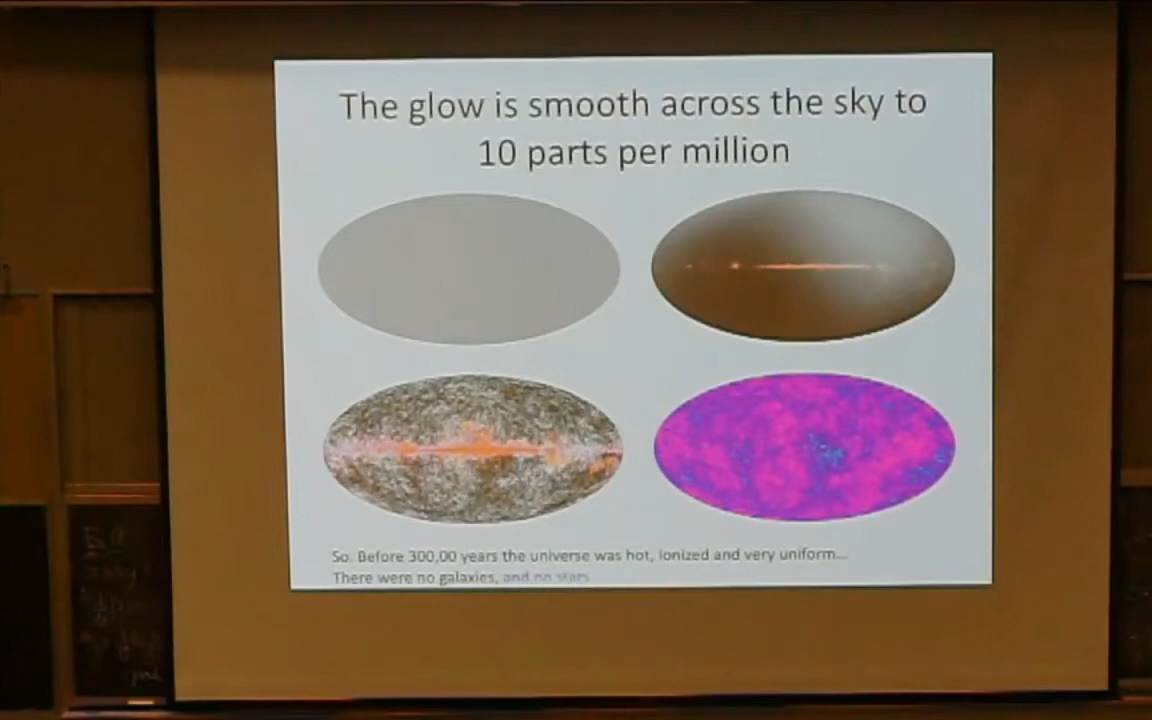 The glow is smooth across the sky to
10 parts per million
So. Before 300,00 years the universe was hot, ionized and very uniform...
There were no galaxies, and no stars